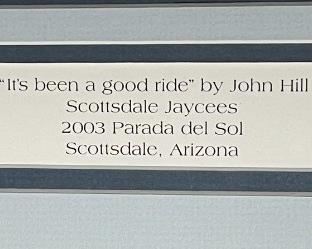 "It's been a good ride" by John Hill
Scottsdale Jaycees
2003 Parada del Sol
Scottsdale, Arizona